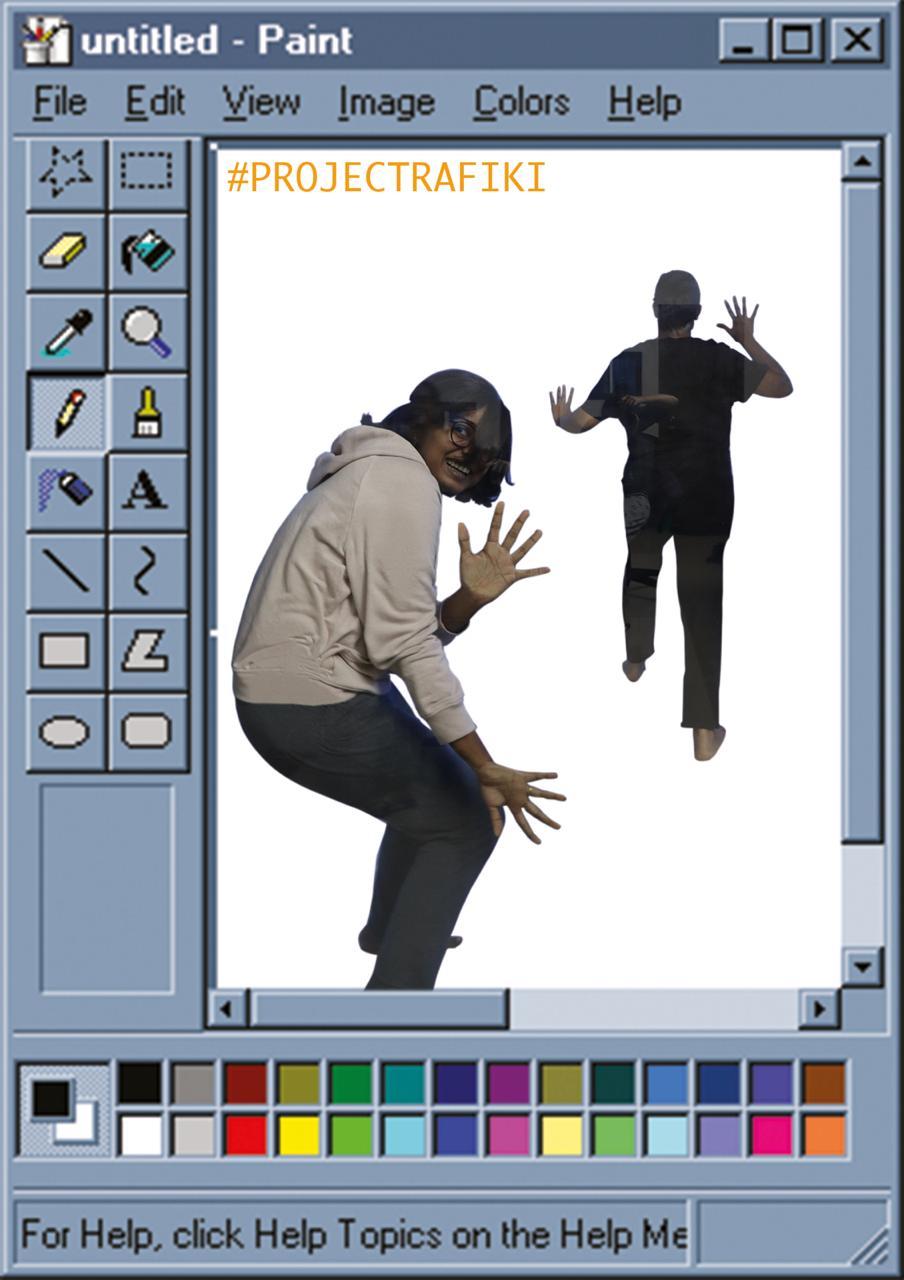 untitled - Paint
File Edit View Image Colors Help
#PROJECTRAFIKI
A
For Help, click Help Topics on the Help Me